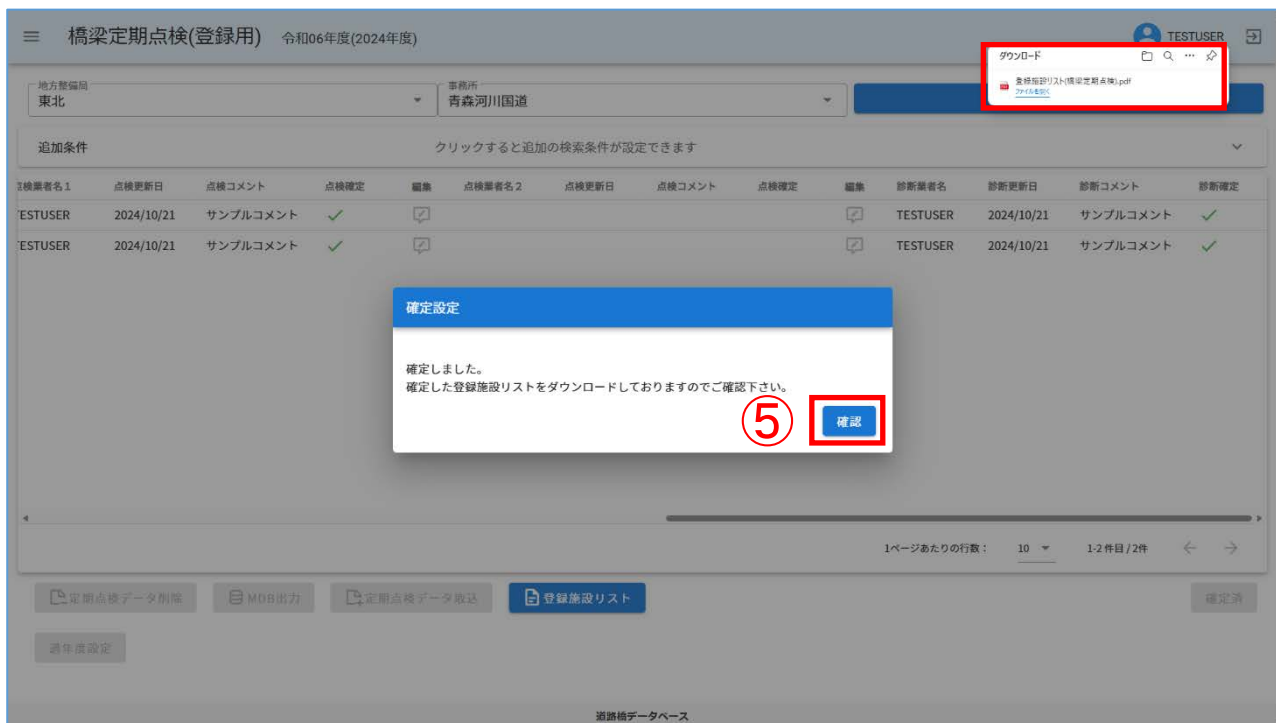 橋梁定期点検(登録用) 令和06年度(2024年度)
TESTUSER
ダウンロード
登録施設リスト(橋梁定期点検).pdf
ファイルを開く
地方整備局
東北
事務所
青森河川国道
追加条件
クリックすると追加の検索条件が設定できます
点検業者名1 点検更新日 点検コメント 点検確定 編集 点検業者名2 点検更新日 点検コメント 点検確定 編集 診断業者名 診断更新日 診断コメント 診断確定
TESTUSER 2024/10/21 サンプルコメント TESTUSER 2024/10/21 サンプルコメント
TESTUSER 2024/10/21 サンプルコメント TESTUSER 2024/10/21 サンプルコメント
確定設定
確定しました。
確定した登録施設リストをダウンロードしておりますのでご確認下さい。
⑤ 確認
1ページあたりの行数: 10 1-2 件目 / 2件
定期点検データ削除 MDB出力 定期点検データ取込 登録施設リスト 確定済
過年度設定
道路橋データベース